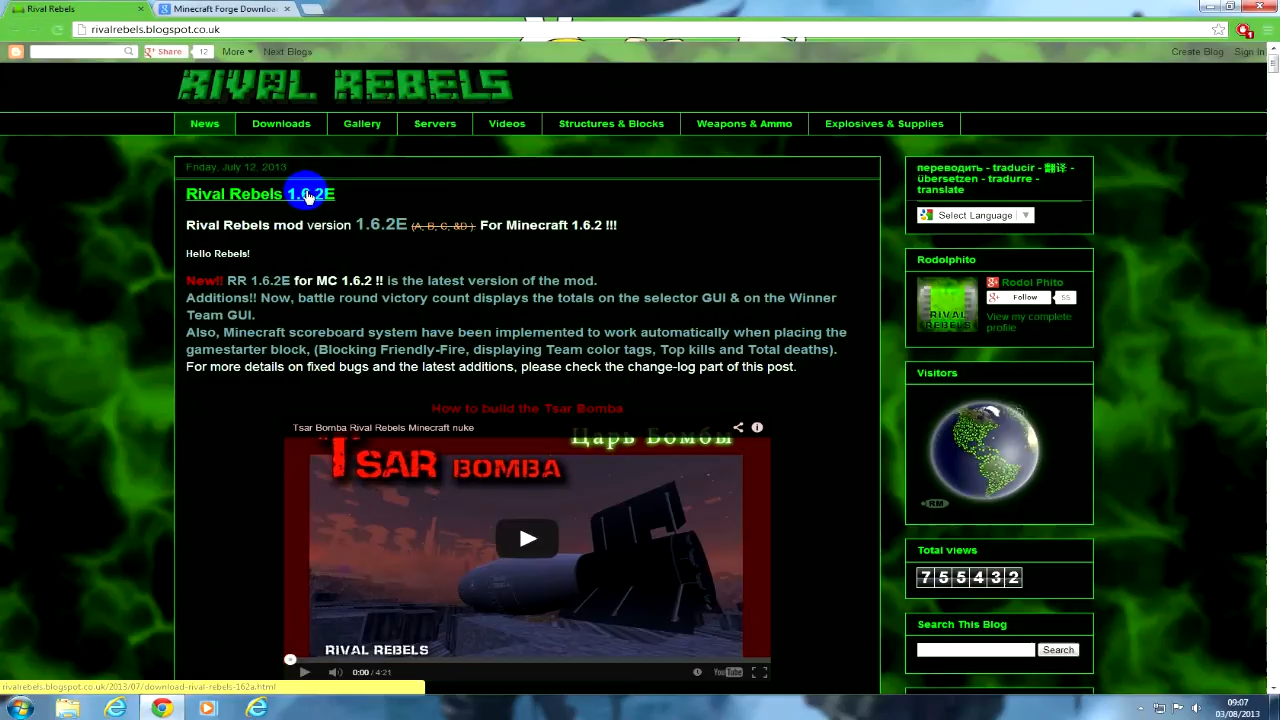 Rival Rebels
Minecraft Forge Download
rivalrebels.blogspot.co.uk
Share 12 More Next Blogs Create Blog Sign In
RIVAL REBELS
News Downloads Gallery Servers Videos Structures & Blocks Weapons & Ammo Explosives & Supplies
Friday, July 12, 2013
Rival Rebels 1.6.2E
Rival Rebels mod version 1.6.2E (A, B, C, &D ) For Minecraft 1.6.2 !!!
Hello Rebels!
New!! RR 1.6.2E for MC 1.6.2 !! is the latest version of the mod.
Additions!! Now, battle round victory count displays the totals on the selector GUI & on the Winner
Team GUI.
Also, Minecraft scoreboard system have been implemented to work automatically when placing the
gamestarter block, (Blocking Friendly-Fire, displaying Team color tags, Top kills and Total deaths).
For more details on fixed bugs and the latest additions, please check the change-log part of this post.
How to build the Tsar Bomba
Tsar Bomba Rival Rebels Minecraft nuke
Царь Бомбы
TSAR BOMBA
RIVAL REBELS
0:00 / 4:21
YouTube
переводить - traducir - 翻译 -
übersetzen - tradurre -
translate
Select Language
Rodolphito
RIVAL
REBELS
Rodol Phito
Follow 55
View my complete
profile
Visitors
RM
Total views
755432
Search This Blog
Search
rivalrebels.blogspot.co.uk/2013/07/download-rival-rebels-162a.html
09:07
03/08/2013